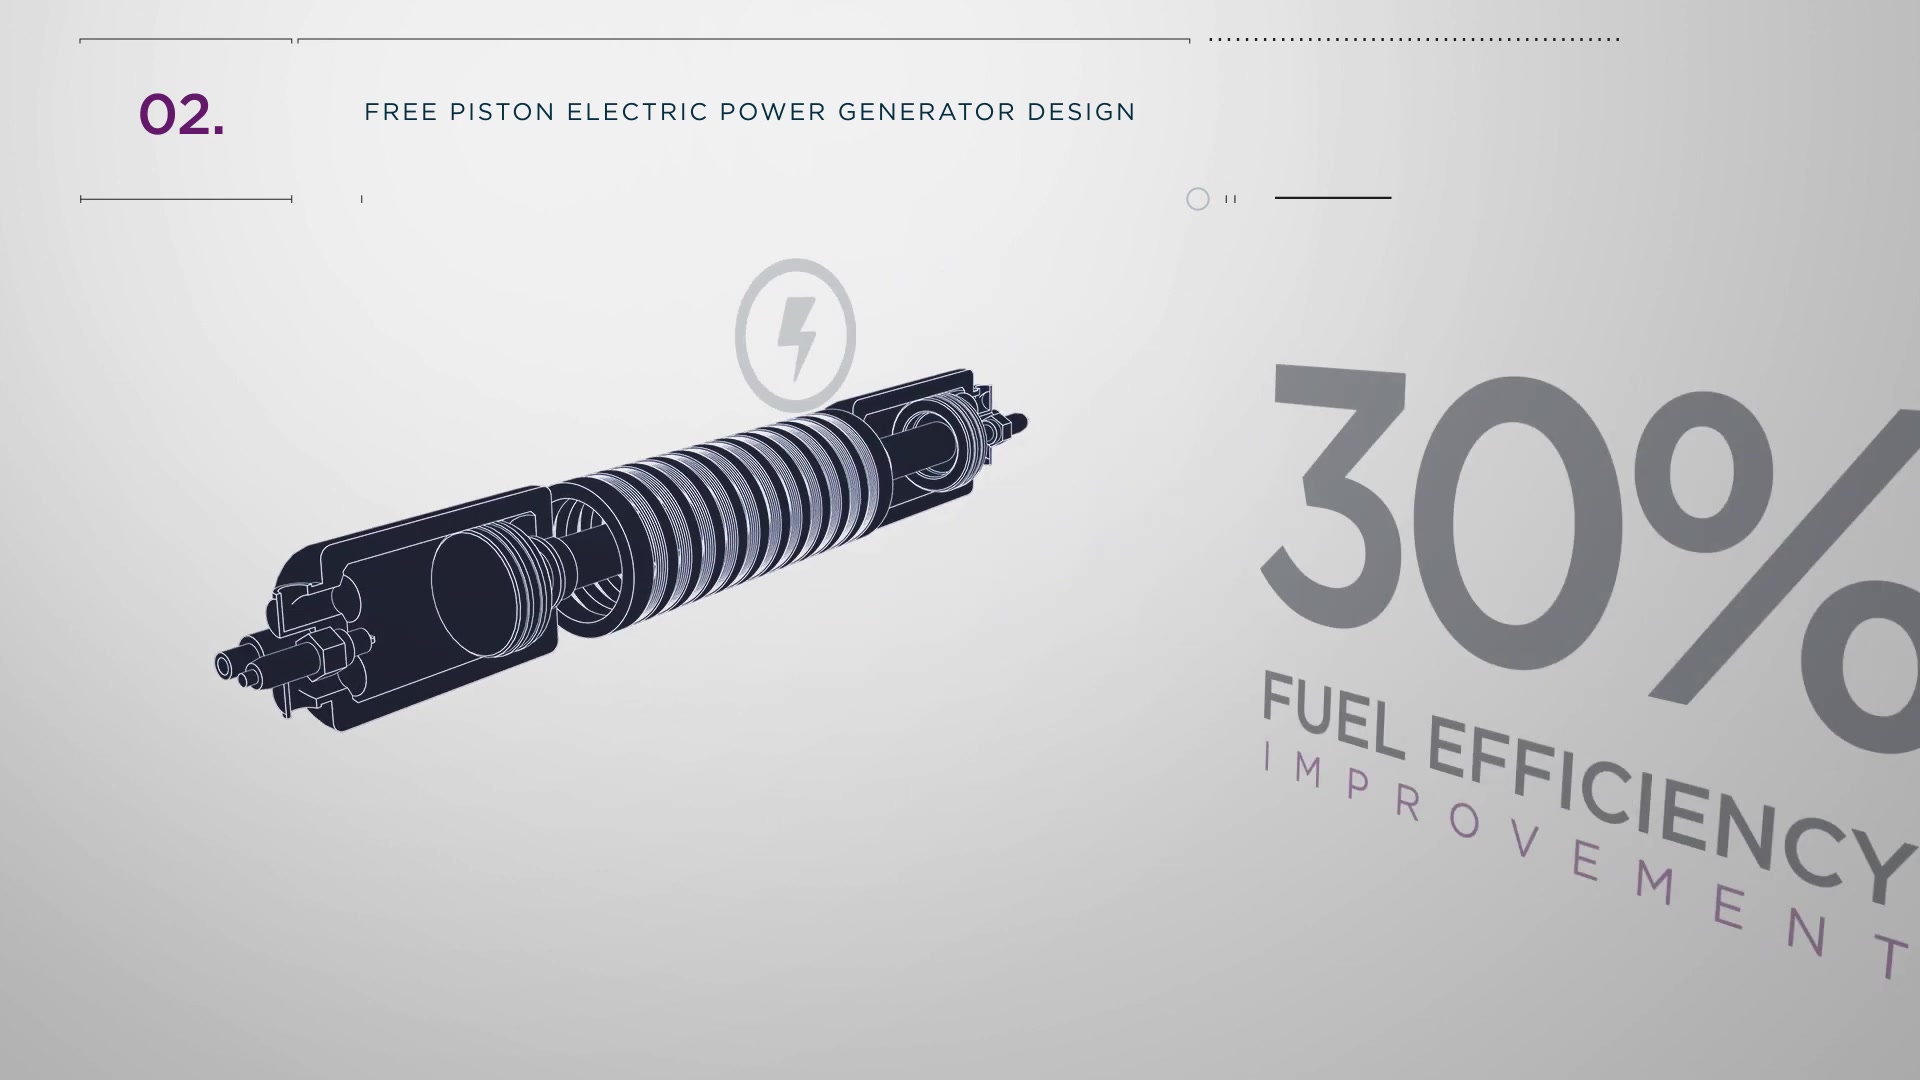 02.
FREE PISTON ELECTRIC POWER GENERATOR DESIGN
30%
FUEL EFFICIENCY
IMPROVEMENT